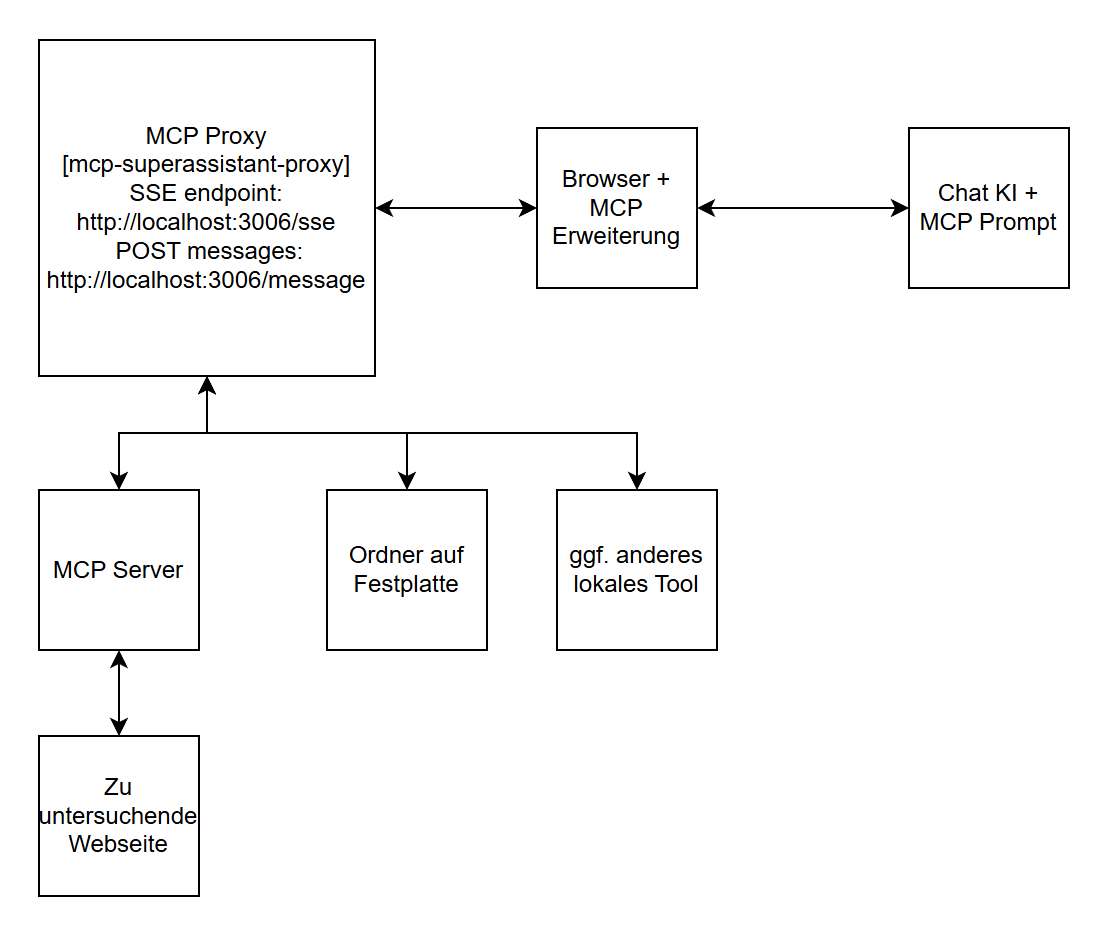 MCP Proxy
[mcp-superassistant-proxy]
SSE endpoint:
http://localhost:3006/sse
POST messages:
http://localhost:3006/message
Browser +
MCP
Erweiterung
Chat KI +
MCP Prompt
MCP Server
Ordner auf
Festplatte
ggf. anderes
lokales Tool
Zu
untersuchende
Webseite